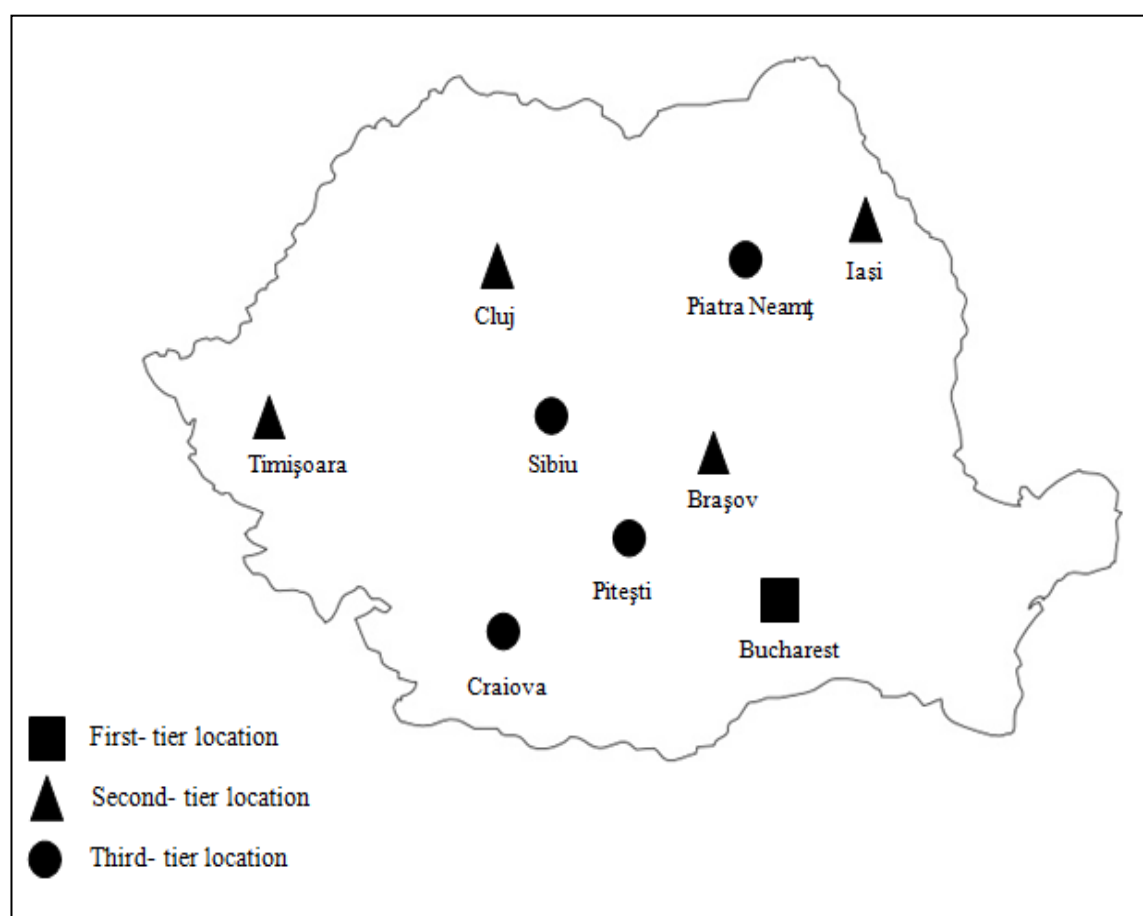 Iaşi
Piatra Neamţ
Cluj
Timişoara
Sibiu
Braşov
Piteşti
Bucharest
Craiova
First- tier location
Second- tier location
Third- tier location